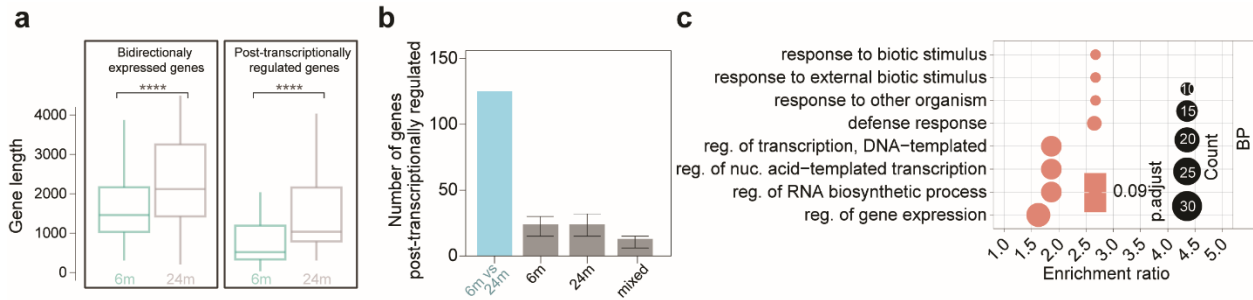 a
Bidirectionaly
expressed genes
Post-transcriptionally
regulated genes
****
****
Gene length
4000
3000
2000
1000
0
6m
24m
6m
24m
b
Number of genes
post-transcriptionally regulated
150
100
50
0
6m vs
24m
6m
24m
mixed
c
response to biotic stimulus
response to external biotic stimulus
response to other organism
defense response
reg. of transcription, DNA−templated
reg. of nuc. acid−templated transcription
reg. of RNA biosynthetic process
reg. of gene expression
0.09
p.adjust
10
15
20
25
30
Count
BP
1.0
1.5
2.0
2.5
3.0
3.5
4.0
4.5
5.0
Enrichment ratio